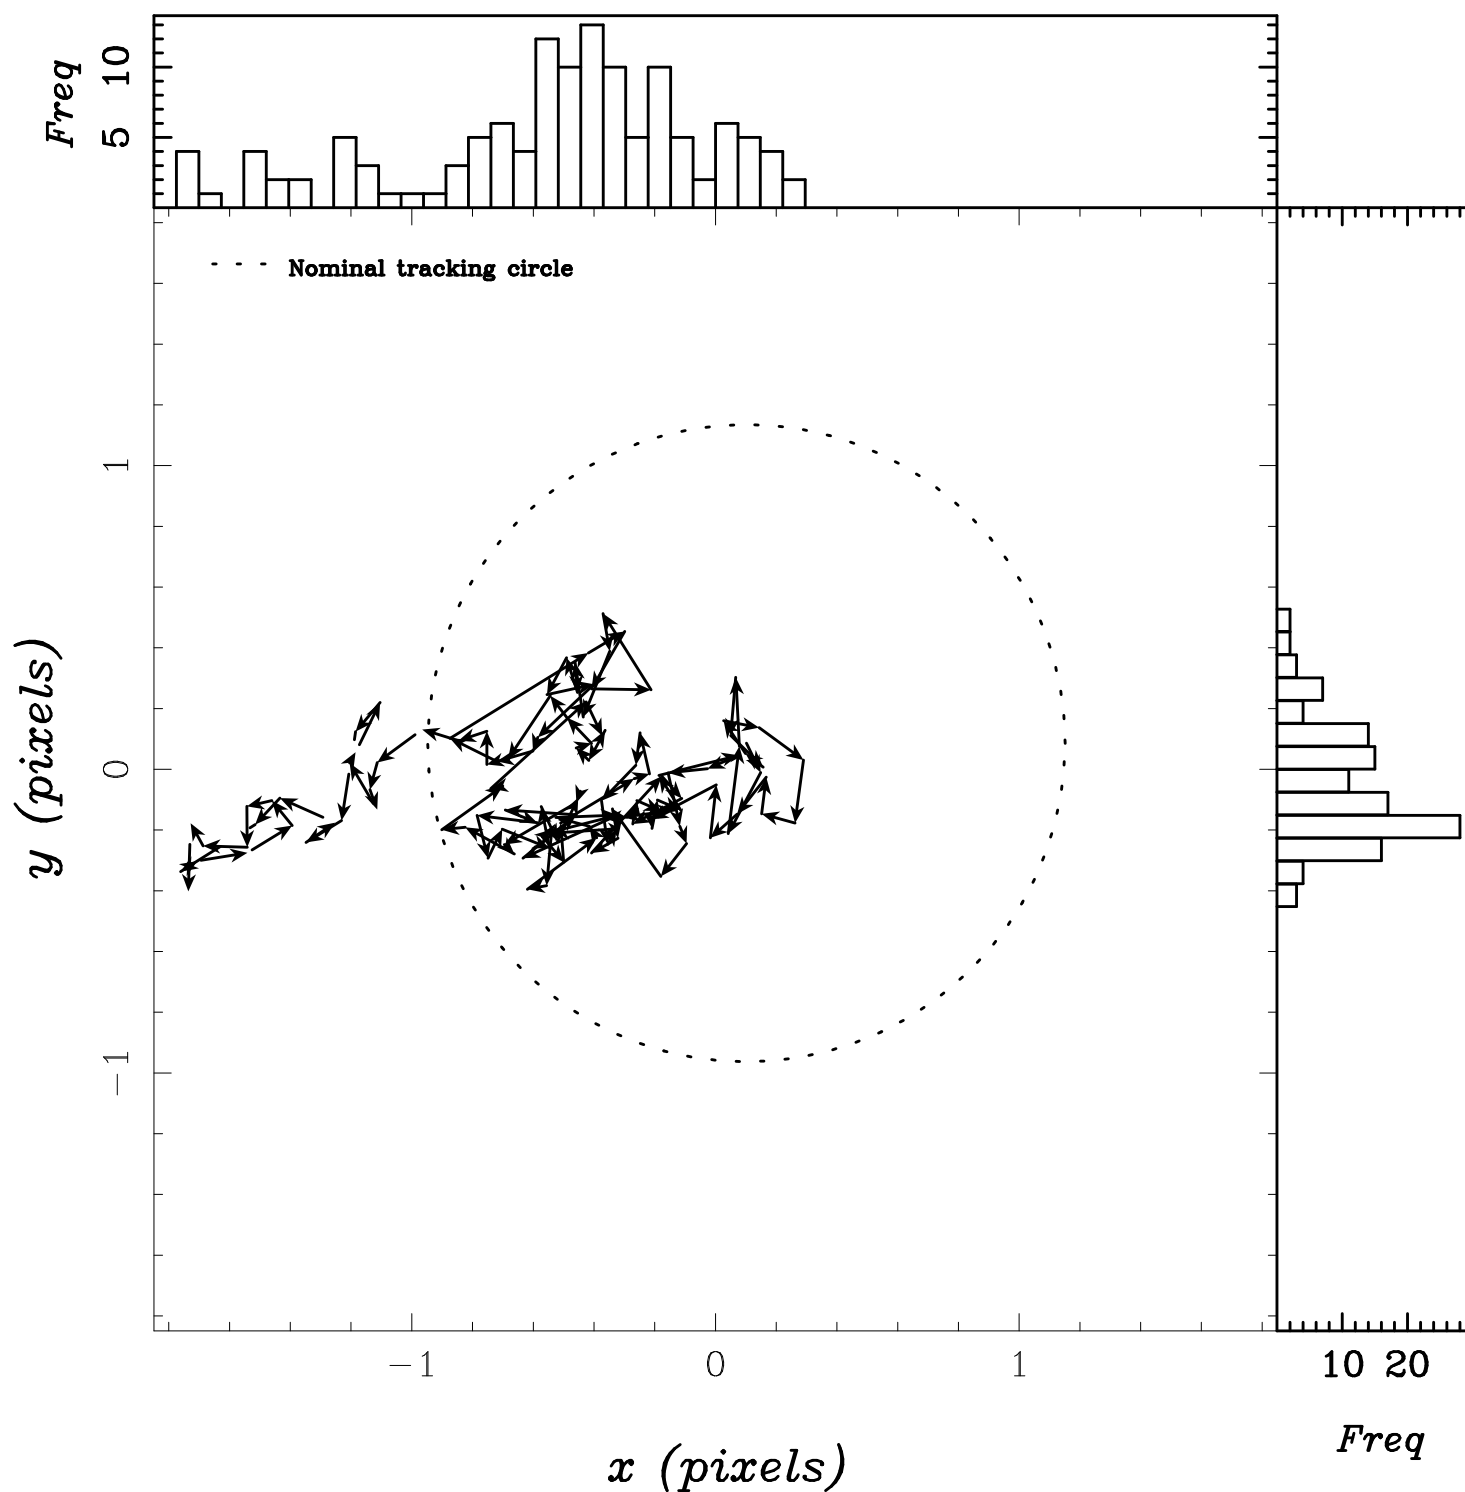 Freq
10
5
Nominal tracking circle
1
0
−1
y (pixels)
−1 0 1
10 20
Freq
x (pixels)